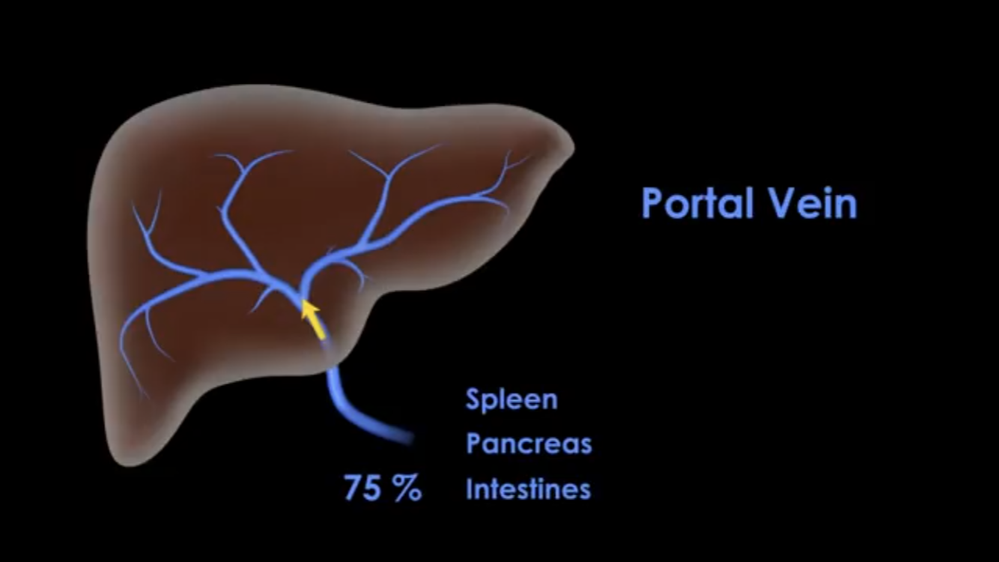 Portal Vein
Spleen
Pancreas
75 % Intestines